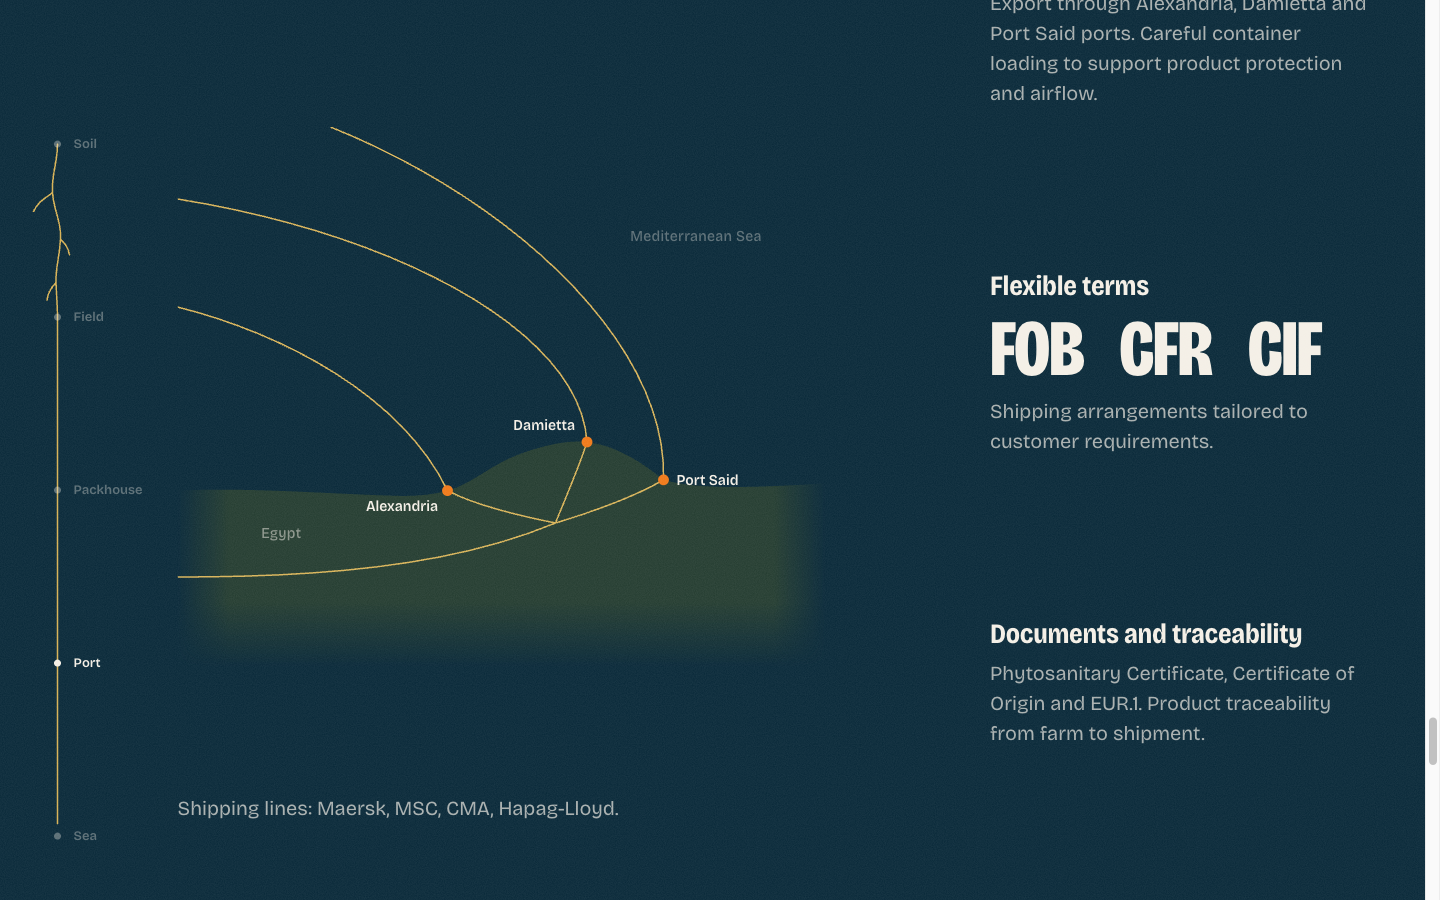 Export through Alexandria, Damietta and
Port Said ports. Careful container
loading to support product protection
and airflow.
Soil
Field
Packhouse
Port
Sea
Mediterranean Sea
Damietta
Port Said
Alexandria
Egypt
Shipping lines: Maersk, MSC, CMA, Hapag-Lloyd.
Flexible terms
FOB CFR CIF
Shipping arrangements tailored to
customer requirements.
Documents and traceability
Phytosanitary Certificate, Certificate of
Origin and EUR.1. Product traceability
from farm to shipment.